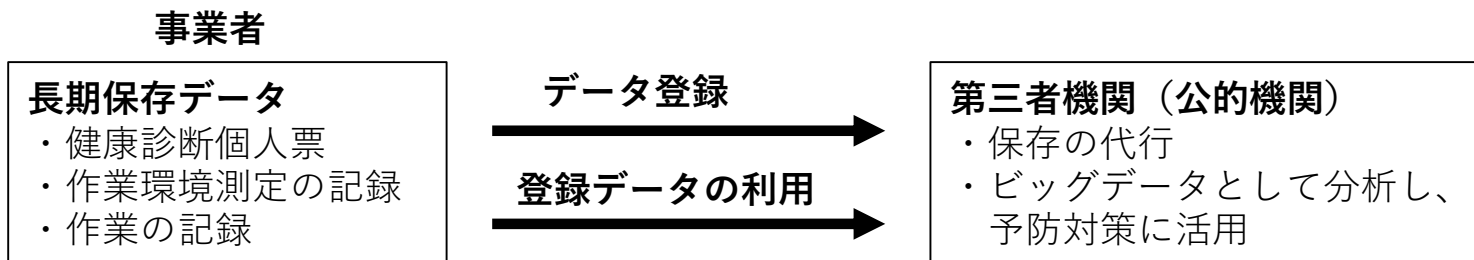 事業者
長期保存データ
・健康診断個人票
・作業環境測定の記録
・作業の記録
データ登録
登録データの利用
第三者機関（公的機関）
・保存の代行
・ビッグデータとして分析し、
予防対策に活用